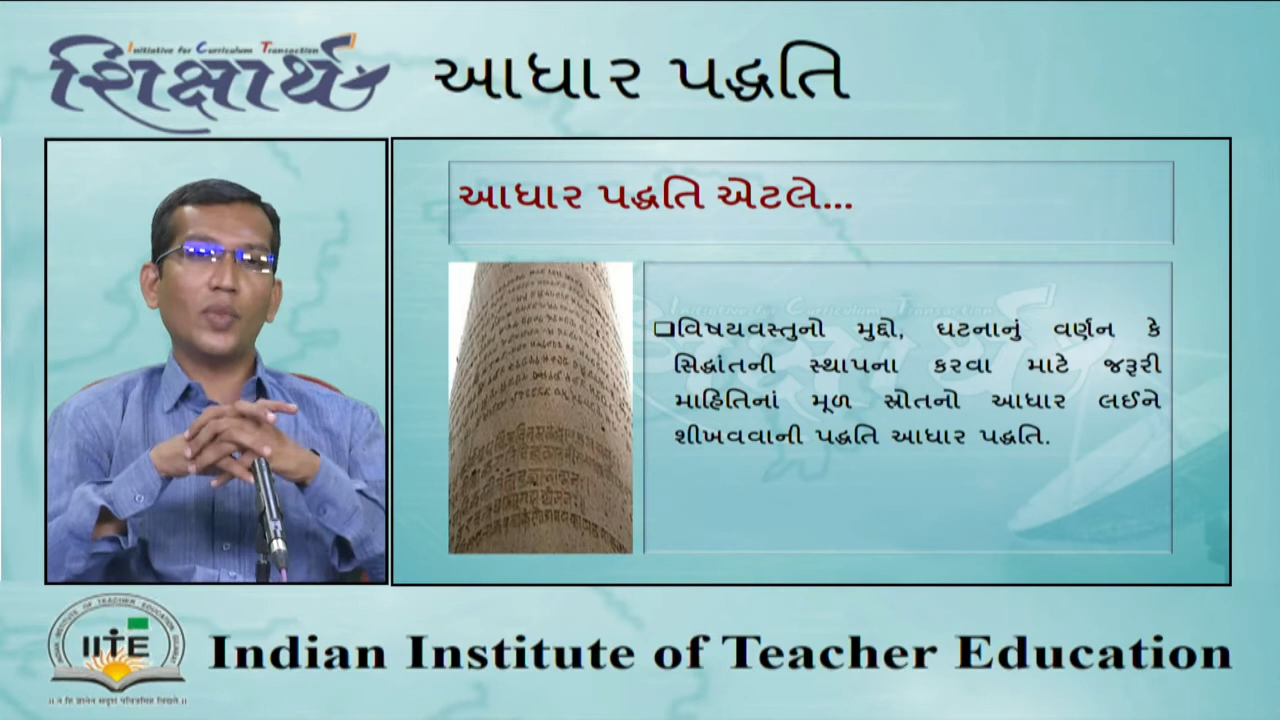 Initiative for Curriculum Transaction
શિક્ષાર્થ
આધાર પદ્ધતિ
આધાર પદ્ધતિ એટલે...
❑વિષયવસ્તુનો મુદ્દો, ઘટનાનું વર્ણન કે
સિદ્ધાંતની સ્થાપના કરવા માટે જરૂરી
માહિતિનાં મૂળ સ્રોતનો આધાર લઈને
શીખવવાની પદ્ધતિ આધાર પદ્ધતિ.
IITE
Indian Institute of Teacher Education